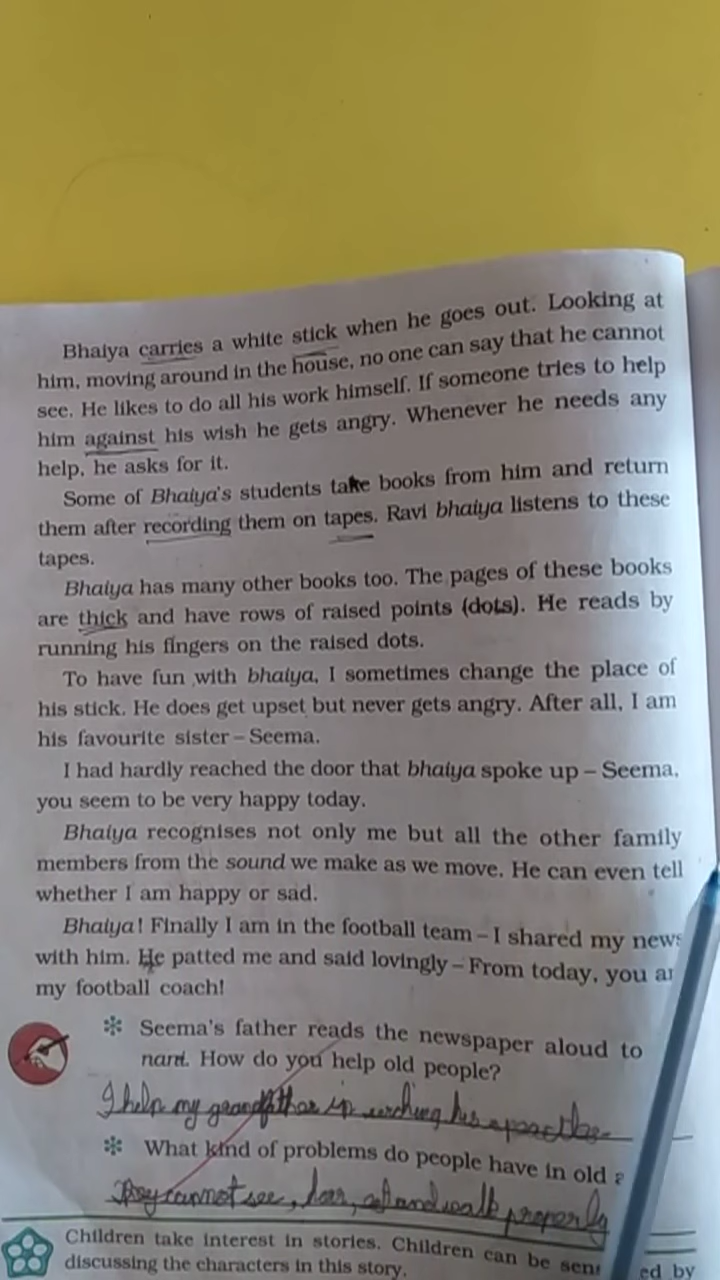 Bhaiya carries a white stick when he goes out. Looking at
him, moving around in the house, no one can say that he cannot
see. He likes to do all his work himself. If someone tries to help
him against his wish he gets angry. Whenever he needs any
help, he asks for it.
Some of Bhaiya's students take books from him and return
them after recording them on tapes. Ravi bhaiya listens to these
tapes.
Bhaiya has many other books too. The pages of these books
are thick and have rows of raised points (dots). He reads by
running his fingers on the raised dots.
To have fun with bhaiya, I sometimes change the place of
his stick. He does get upset but never gets angry. After all, I am
his favourite sister – Seema.
I had hardly reached the door that bhaiya spoke up – Seema,
you seem to be very happy today.
Bhaiya recognises not only me but all the other family
members from the sound we make as we move. He can even tell
whether I am happy or sad.
Bhaiya! Finally I am in the football team – I shared my news
with him. He patted me and said lovingly – From today, you ar
my football coach!
Seema's father reads the newspaper aloud to
nani. How do you help old people?
I help my grandfather in his
What kind of problems do people have in old a
They cannot see, hear, and walk properly
Children take interest in stories. Children can be sens ed by
discussing the characters in this story.